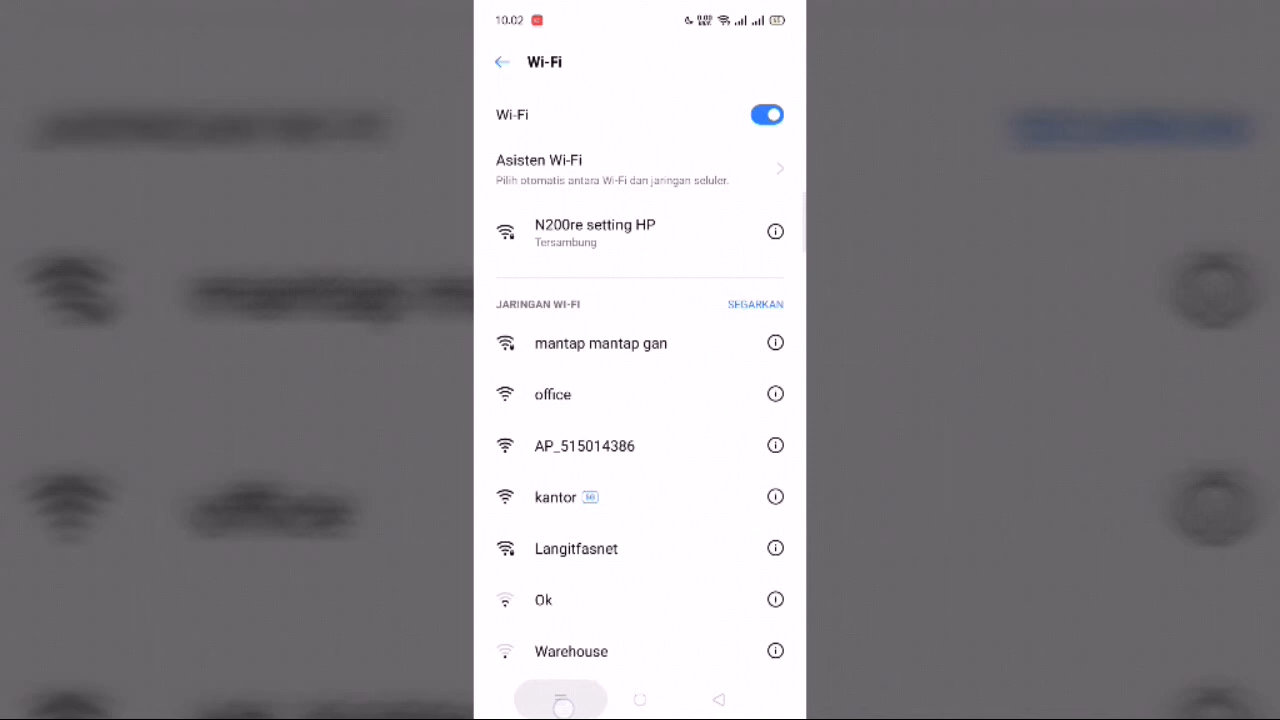 10.02
Wi-Fi
Wi-Fi
Asisten Wi-Fi
Pilih otomatis antara Wi-Fi dan jaringan seluler.
N200re setting HP
Tersambung
JARINGAN WI-FI SEGARKAN
mantap mantap gan
office
AP_515014386
kantor
Langitfasnet
Ok
Warehouse